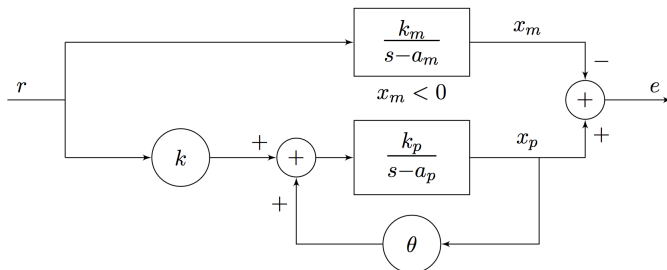 k_m
s−a_m
x_m
−
x_m < 0
r
+
e
+
k_p
s−a_p
x_p
+
+
k
+
θ